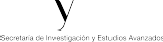 y
Secretaría de Investigación y Estudios Avanzados